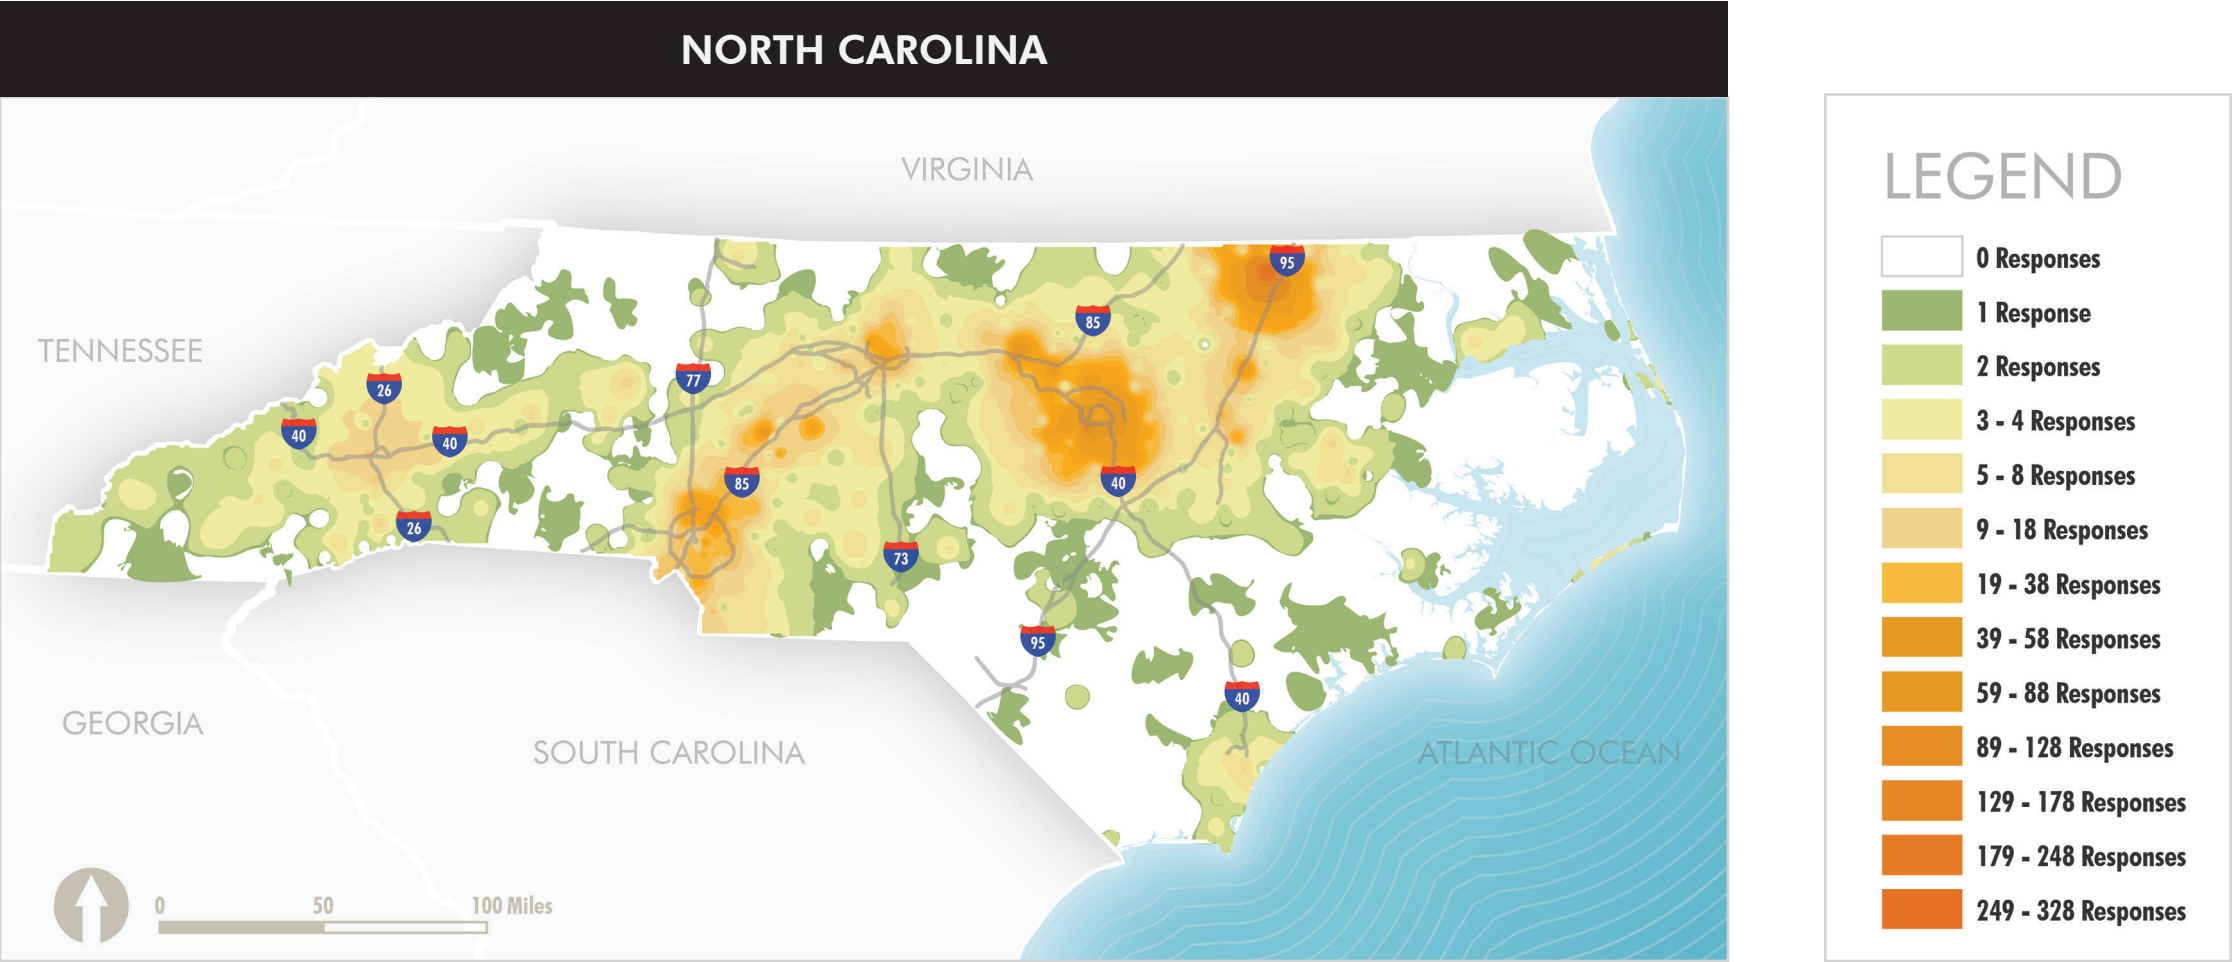 NORTH CAROLINA
VIRGINIA
TENNESSEE
GEORGIA
SOUTH CAROLINA
ATLANTIC OCEAN
95
85
77
26
40
40
85
40
26
73
95
40
0 50 100 Miles
LEGEND
0 Responses
1 Response
2 Responses
3 - 4 Responses
5 - 8 Responses
9 - 18 Responses
19 - 38 Responses
39 - 58 Responses
59 - 88 Responses
89 - 128 Responses
129 - 178 Responses
179 - 248 Responses
249 - 328 Responses